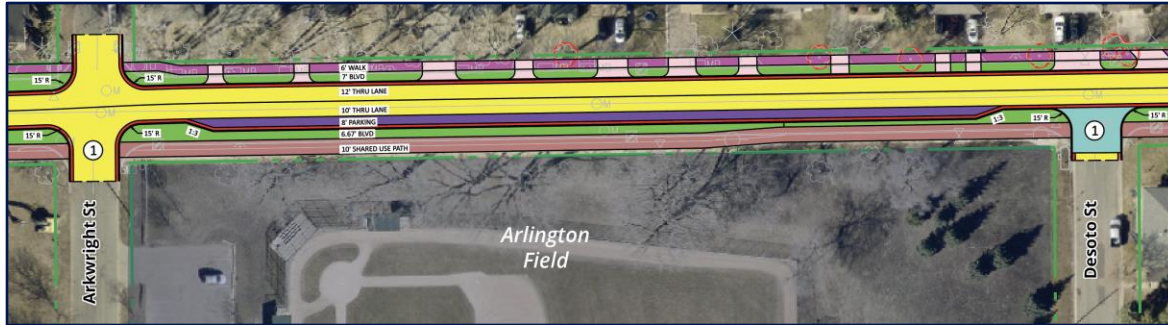 6' WALK
15' R
15' R
7' BLVD
12' THRU LANE
10' THRU LANE
8' PARKING
15' R
15' R
1:3
6.67' BLVD
1:3
15' R
15' R
10' SHARED USE PATH
1
1
Arkwright St
Arlington
Field
Desoto St